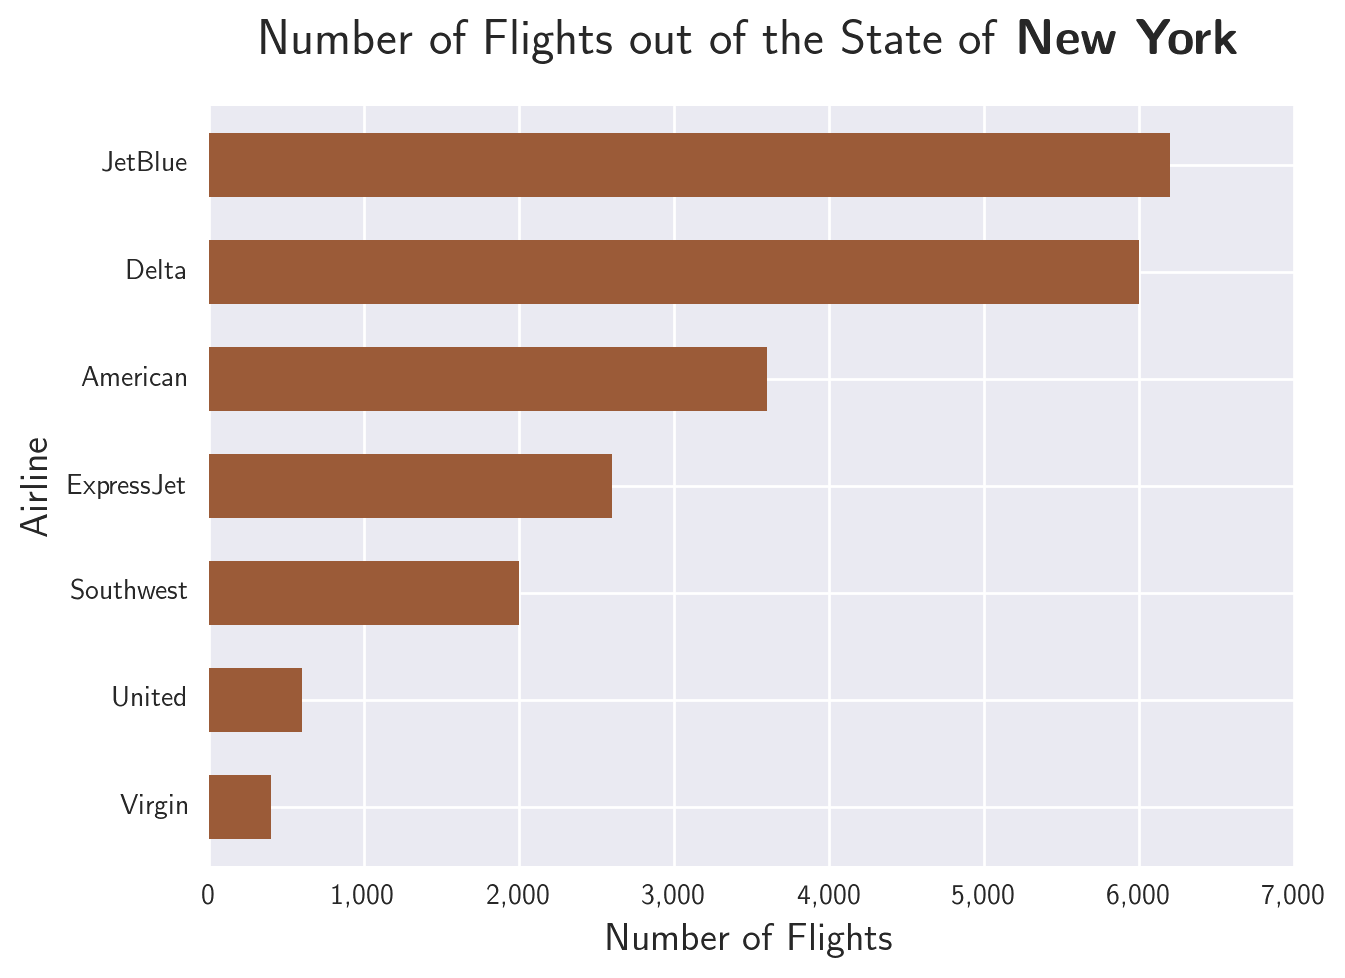 Number of Flights out of the State of New York
JetBlue
Delta
American
ExpressJet
Southwest
United
Virgin
Airline
0 1,000 2,000 3,000 4,000 5,000 6,000 7,000
Number of Flights